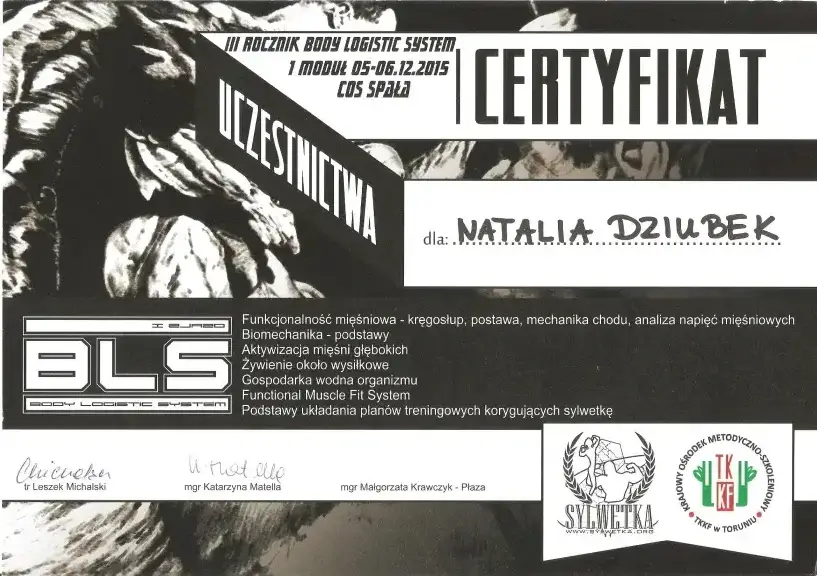 III ROCZNIK BODY LOGISTIC SYSTEM
1 MODUŁ 05-06.12.2015
COS SPAŁA
CERTYFIKAT
UCZESTNICTWA
dla: NATALIA DZIUBEK
I ZJAZD
BLS
BODY LOGISTIC SYSTEM
Funkcjonalność mięśniowa - kręgosłup, postawa, mechanika chodu, analiza napięć mięśniowych
Biomechanika - podstawy
Aktywizacja mięśni głębokich
Żywienie około wysiłkowe
Gospodarka wodna organizmu
Functional Muscle Fit System
Podstawy układania planów treningowych korygujących sylwetkę
tr Leszek Michalski
mgr Katarzyna Matella
mgr Małgorzata Krawczyk - Płaza
SYLWETKA
WWW.SYLWETKA.ORG
KRAJOWY OŚRODEK METODYCZNO-SZKOLENIOWY
TK
KF
• TKKF W TORUNIU •